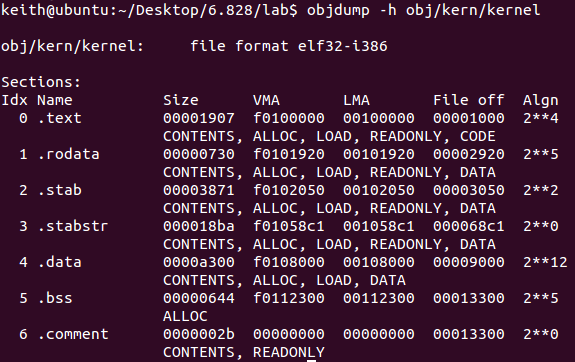 keith@ubuntu:~/Desktop/6.828/lab$ objdump -h obj/kern/kernel
obj/kern/kernel:     file format elf32-i386
Sections:
Idx Name          Size      VMA       LMA       File off  Algn
  0 .text         00001907  f0100000  00100000  00001000  2**4
                  CONTENTS, ALLOC, LOAD, READONLY, CODE
  1 .rodata       00000730  f0101920  00101920  00002920  2**5
                  CONTENTS, ALLOC, LOAD, READONLY, DATA
  2 .stab         00003871  f0102050  00102050  00003050  2**2
                  CONTENTS, ALLOC, LOAD, READONLY, DATA
  3 .stabstr      000018ba  f01058c1  001058c1  000068c1  2**0
                  CONTENTS, ALLOC, LOAD, READONLY, DATA
  4 .data         0000a300  f0108000  00108000  00009000  2**12
                  CONTENTS, ALLOC, LOAD, DATA
  5 .bss          00000644  f0112300  00112300  00013300  2**5
                  ALLOC
  6 .comment      0000002b  00000000  00000000  00013300  2**0
                  CONTENTS, READONLY